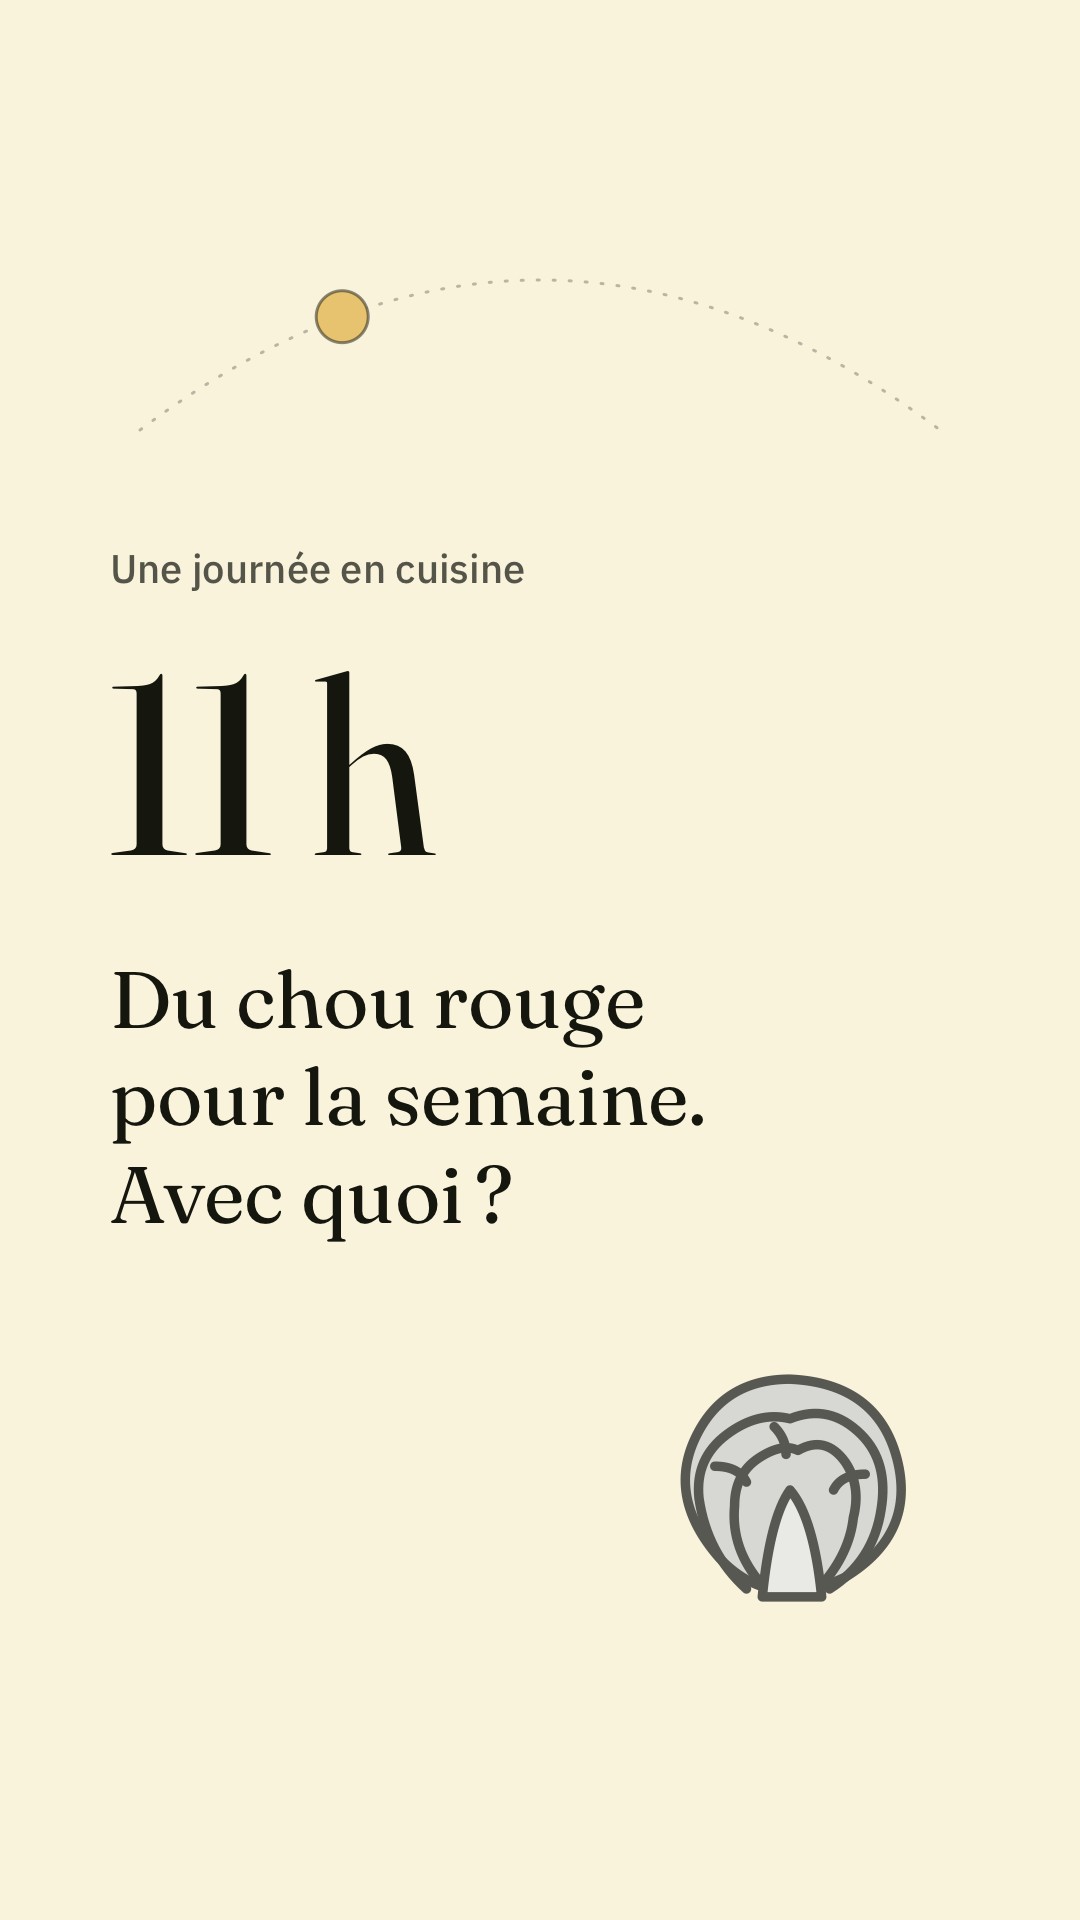 Une journée en cuisine
11 h
Du chou rouge
pour la semaine.
Avec quoi ?